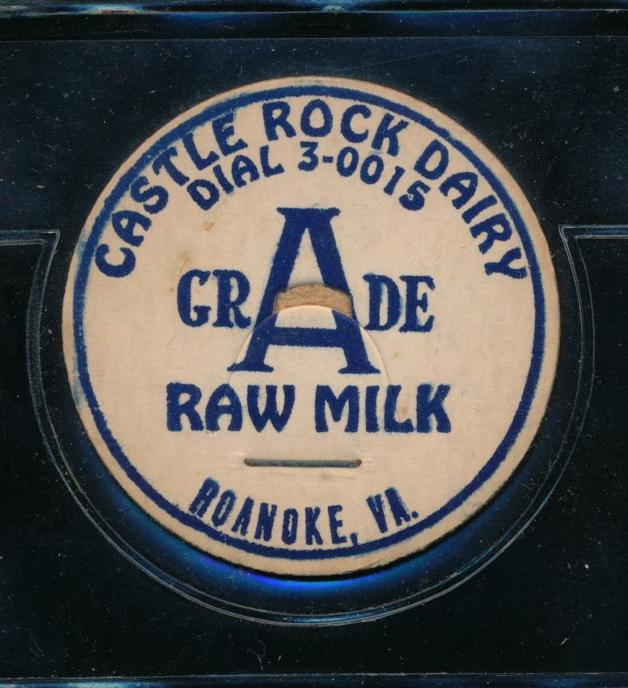 CASTLE ROCK DAIRY
DIAL 3-0015
GRADE
RAW MILK
ROANOKE, VA.